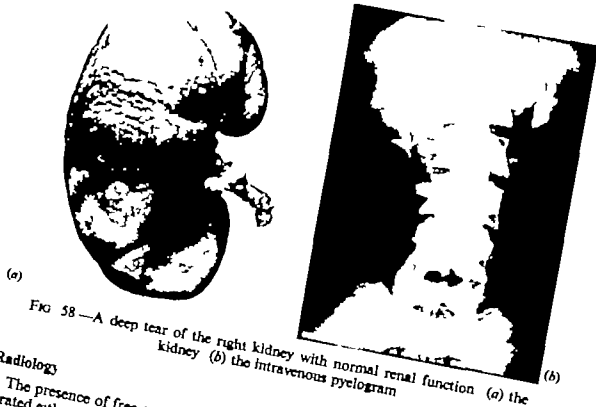 (a)
(b)
FIG 58—A deep tear of the right kidney with normal renal function (a) the
kidney (b) the intravenous pyelogram
Radiology
The presence of